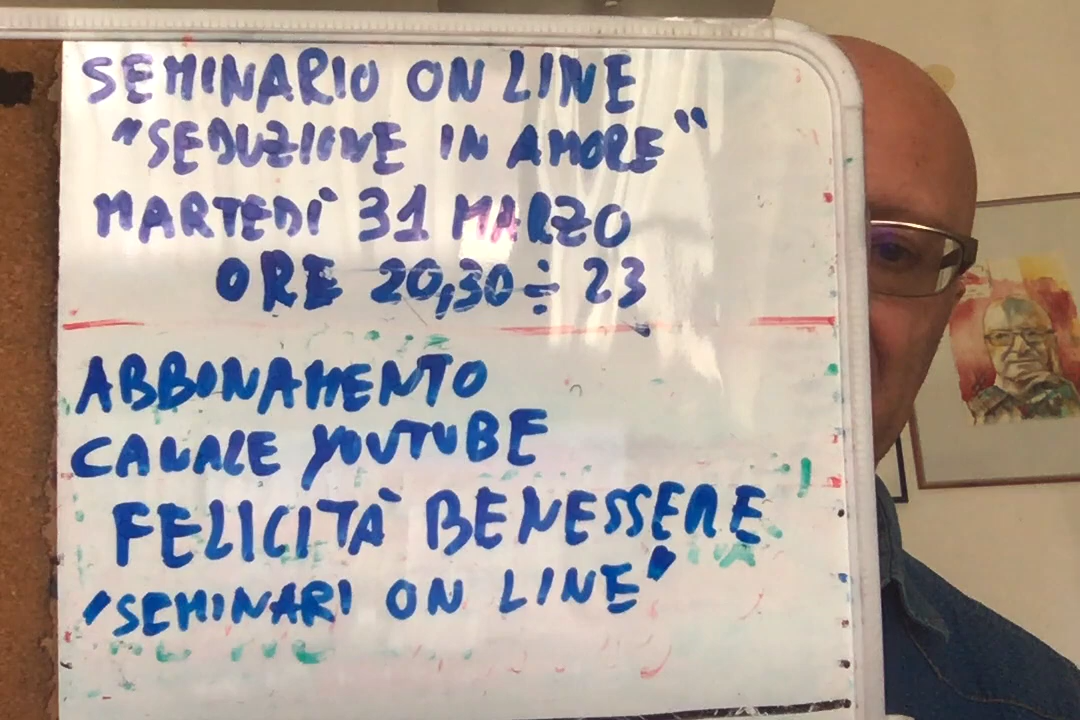 SEMINARIO ON LINE
"SEDUZIONE IN AMORE"
MARTEDÌ 31 MARZO
ORE 20,30÷23
ABBONAMENTO
CANALE YOUTUBE
FELICITÀ BENESSERE
"SEMINARI ON LINE"